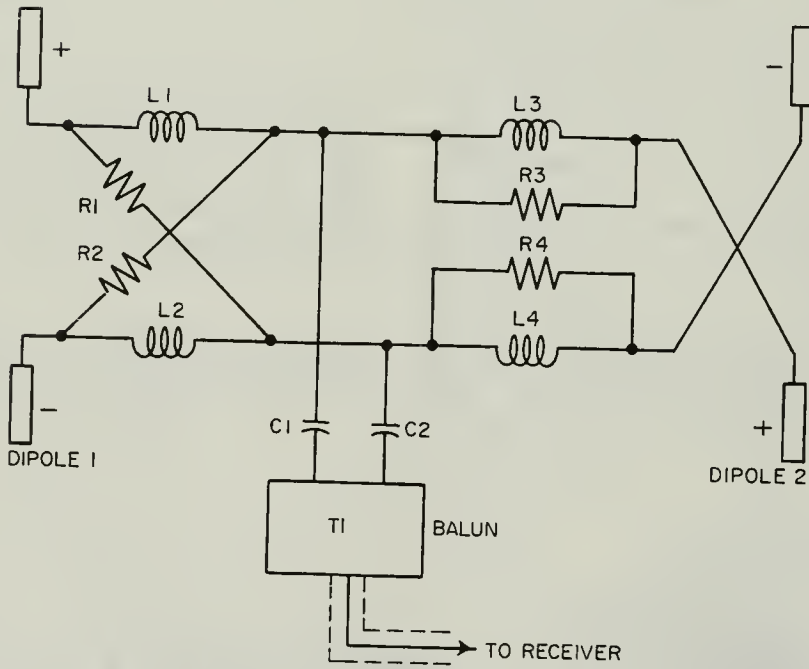 +
-
L1
L3
R3
R1
R2
R4
L2
L4
-
+
C1
C2
DIPOLE 1
DIPOLE 2
T1
BALUN
TO RECEIVER